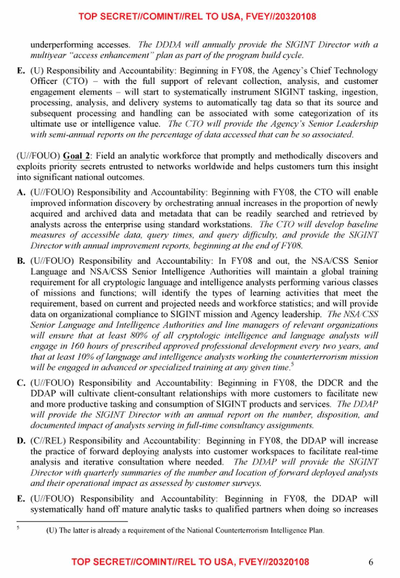 TOP SECRET//COMINT//REL TO USA, FVEY//20320108
underperforming accesses. The DDDA will annually provide the SIGINT Director with a
multiyear “access enhancement” plan as part of the program build cycle.
E. (U) Responsibility and Accountability: Beginning in FY08, the Agency’s Chief Technology
Officer (CTO) – with the full support of relevant collection, analysis, and customer
engagement elements – will start to systematically instrument SIGINT tasking, ingestion,
processing, analysis, and delivery systems to automatically tag data so that its source and
subsequent processing and handling can be associated with some categorization of its
ultimate use or intelligence value. The CTO will provide the Agency’s Senior Leadership
with semi-annual reports on the percentage of data accessed that can be so associated.
(U//FOUO) Goal 2: Field an analytic workforce that promptly and methodically discovers and
exploits priority secrets entrusted to networks worldwide and helps customers turn this insight
into significant national outcomes.
A. (U//FOUO) Responsibility and Accountability: Beginning with FY08, the CTO will enable
improved information discovery by orchestrating annual increases in the proportion of newly
acquired and archived data and metadata that can be readily searched and retrieved by
analysts across the enterprise using standard workstations. The CTO will develop baseline
measures of accessible data, query times, and query difficulty, and provide the SIGINT
Director with annual improvement reports, beginning at the end of FY08.
B. (U//FOUO) Responsibility and Accountability: In FY08 and out, the NSA/CSS Senior
Language and NSA/CSS Senior Intelligence Authorities will maintain a global training
requirement for all cryptologic language and intelligence analysts performing various classes
of missions and functions; will identify the types of learning activities that meet the
requirement, based on current and projected needs and workforce statistics; and will provide
data on organizational compliance to SIGINT mission and Agency leadership. The NSA/CSS
Senior Language and Intelligence Authorities and line managers of relevant organizations
will ensure that at least 80% of all cryptologic intelligence and language analysts will
engage in 160 hours of prescribed approved professional development every two years, and
that at least 10% of language and intelligence analysts working the counterterrorism mission
will be engaged in advanced or specialized training at any given time.5
C. (U//FOUO) Responsibility and Accountability: Beginning in FY08, the DDCR and the
DDAP will cultivate client-consultant relationships with more customers to facilitate new
and more productive tasking and consumption of SIGINT products and services. The DDAP
will provide the SIGINT Director with an annual report on the number, disposition, and
documented impact of analysts serving in full-time consultancy assignments.
D. (C//REL) Responsibility and Accountability: Beginning in FY08, the DDAP will increase
the practice of forward deploying analysts into customer workspaces to facilitate real-time
analysis and iterative consultation where needed. The DDAP will provide the SIGINT
Director with quarterly summaries of the number and location of forward deployed analysts
and their operational impact as assessed by customer surveys.
E. (U//FOUO) Responsibility and Accountability: Beginning in FY08, the DDAP will
systematically hand off mature analytic tasks to qualified partners when doing so increases
5 (U) The latter is already a requirement of the National Counterterrorism Intelligence Plan.
TOP SECRET//COMINT//REL TO USA, FVEY//20320108
6